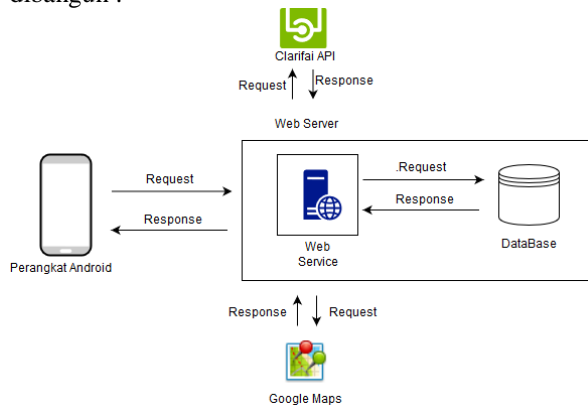 dibangun :
Clarifai API
Request
Response
Web Server
Request
Response
Perangkat Android
.Request
Response
Web
Service
DataBase
Response
Request
Google Maps